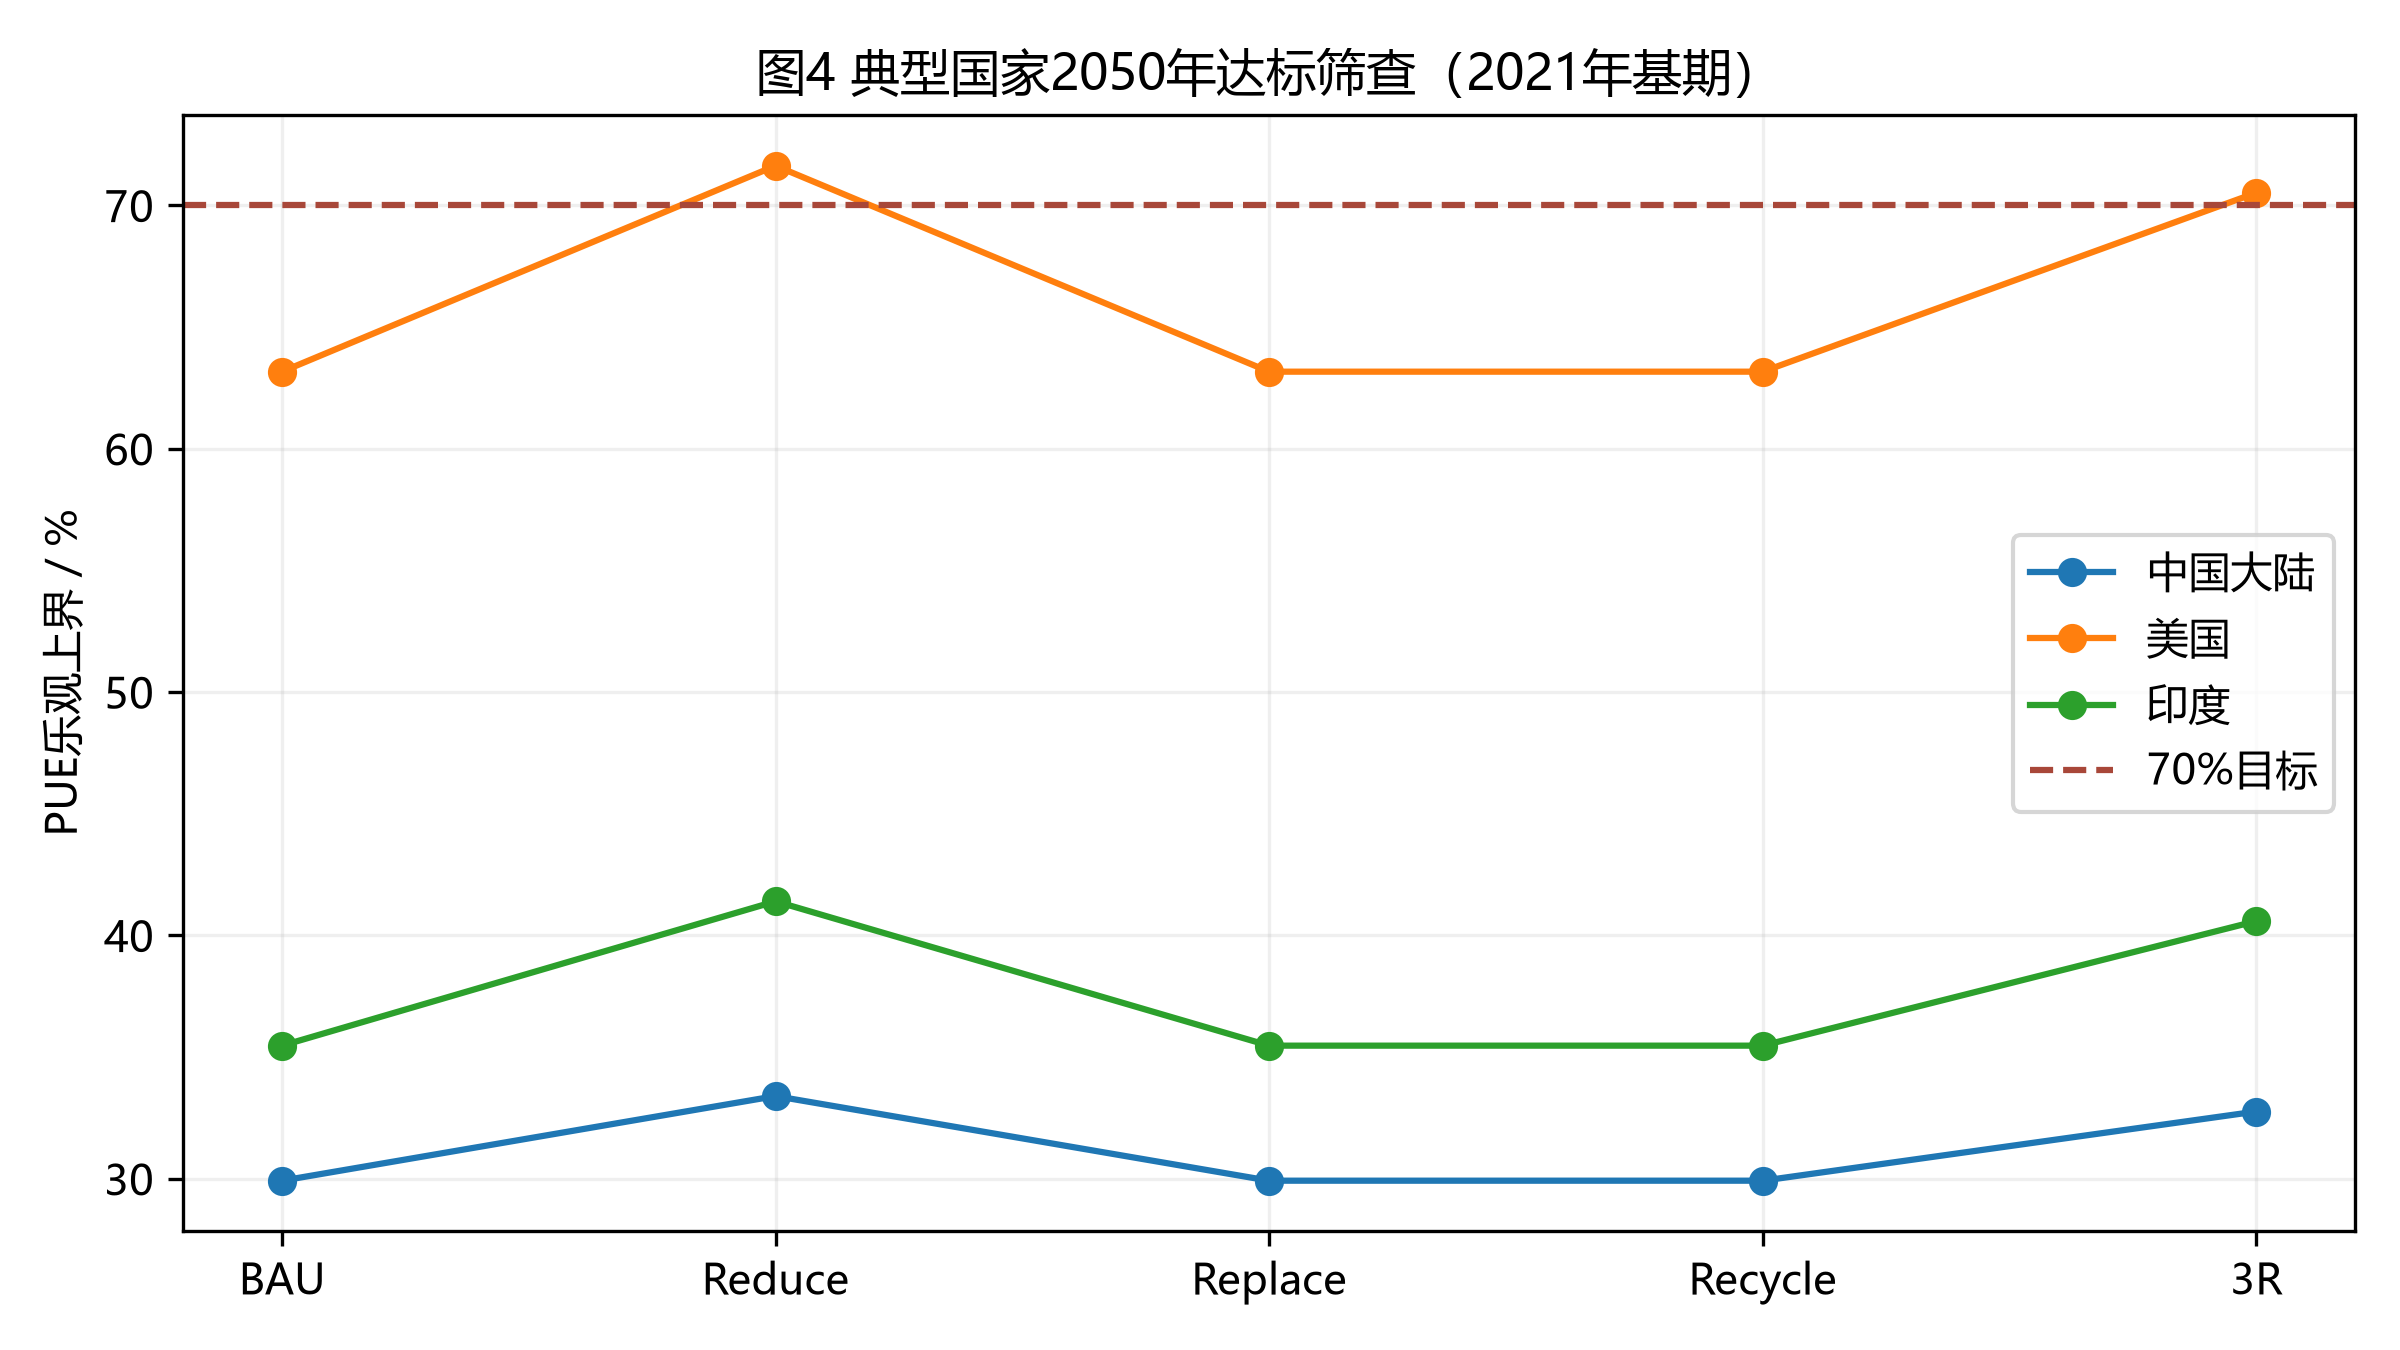 图4 典型国家2050年达标筛查（2021年基期）
PUE乐观上界 / %
70
60
50
40
30
中国大陆
美国
印度
70%目标
BAU
Reduce
Replace
Recycle
3R